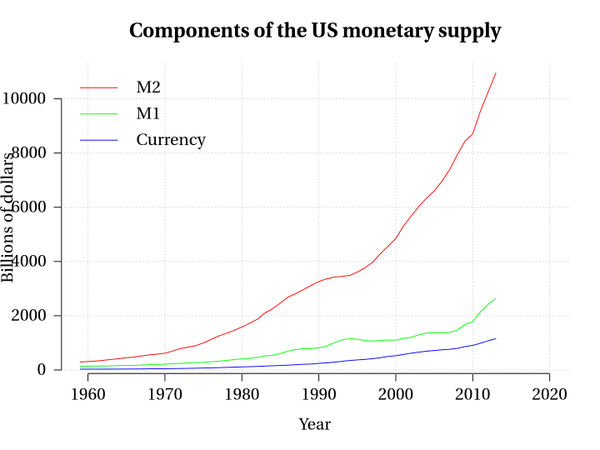 Components of the US monetary supply
M2
M1
Currency
10000
8000
6000
4000
2000
0
Billions of dollars
1960 1970 1980 1990 2000 2010 2020
Year